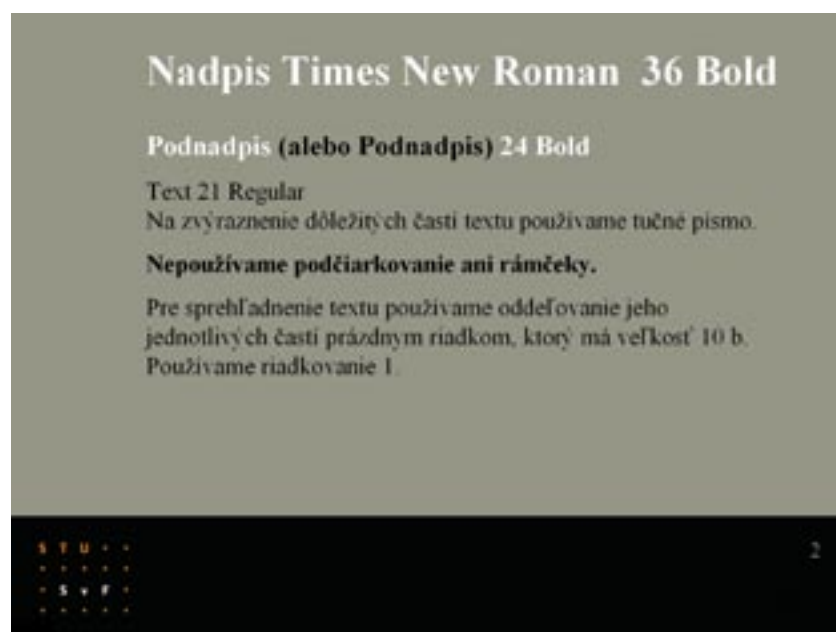 Nadpis Times New Roman 36 Bold
Podnadpis (alebo Podnadpis) 24 Bold
Text 21 Regular
Na zvýraznenie dôležitých častí textu používame tučné písmo.
Nepoužívame podčiarkovanie ani rámčeky.
Pre sprehľadnenie textu používame oddeľovanie jeho
jednotlivých častí prázdnym riadkom, ktorý má veľkosť 10 b.
Používame riadkovanie 1.
S T U
S v F
2